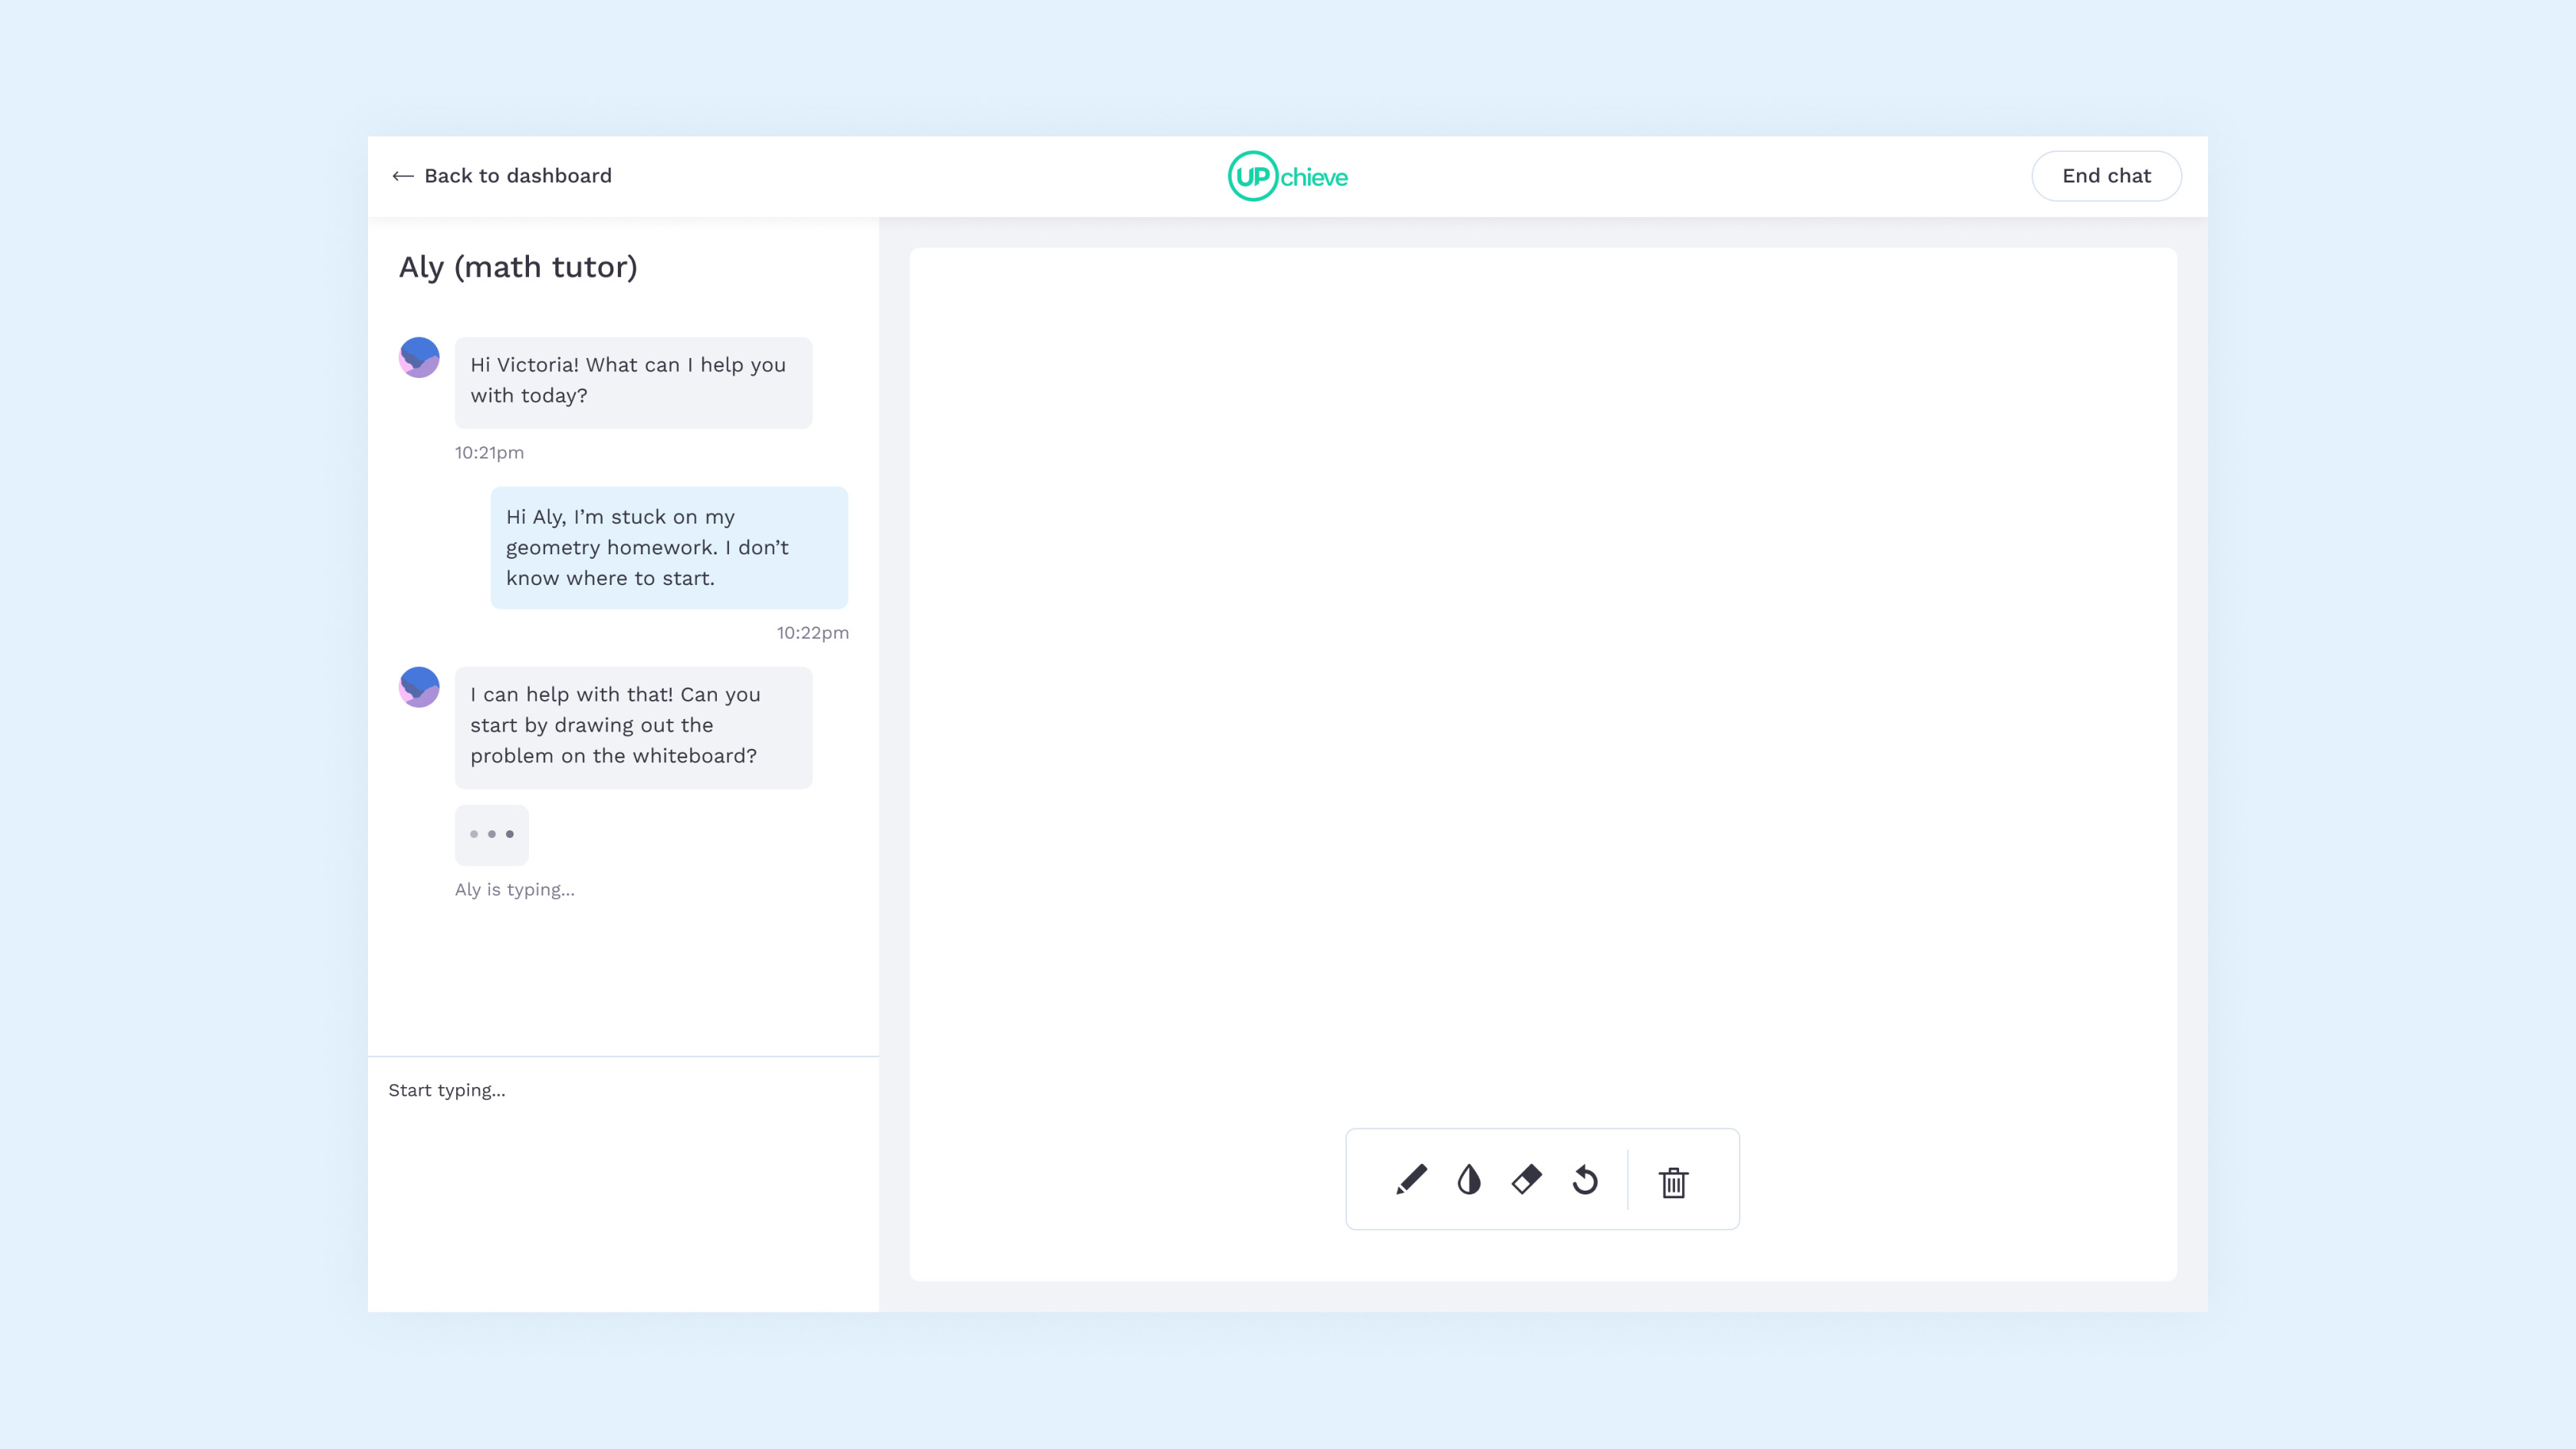 ← Back to dashboard
UPchieve
End chat
Aly (math tutor)
Hi Victoria! What can I help you
with today?
10:21pm
Hi Aly, I’m stuck on my
geometry homework. I don’t
know where to start.
10:22pm
I can help with that! Can you
start by drawing out the
problem on the whiteboard?
Aly is typing...
Start typing...